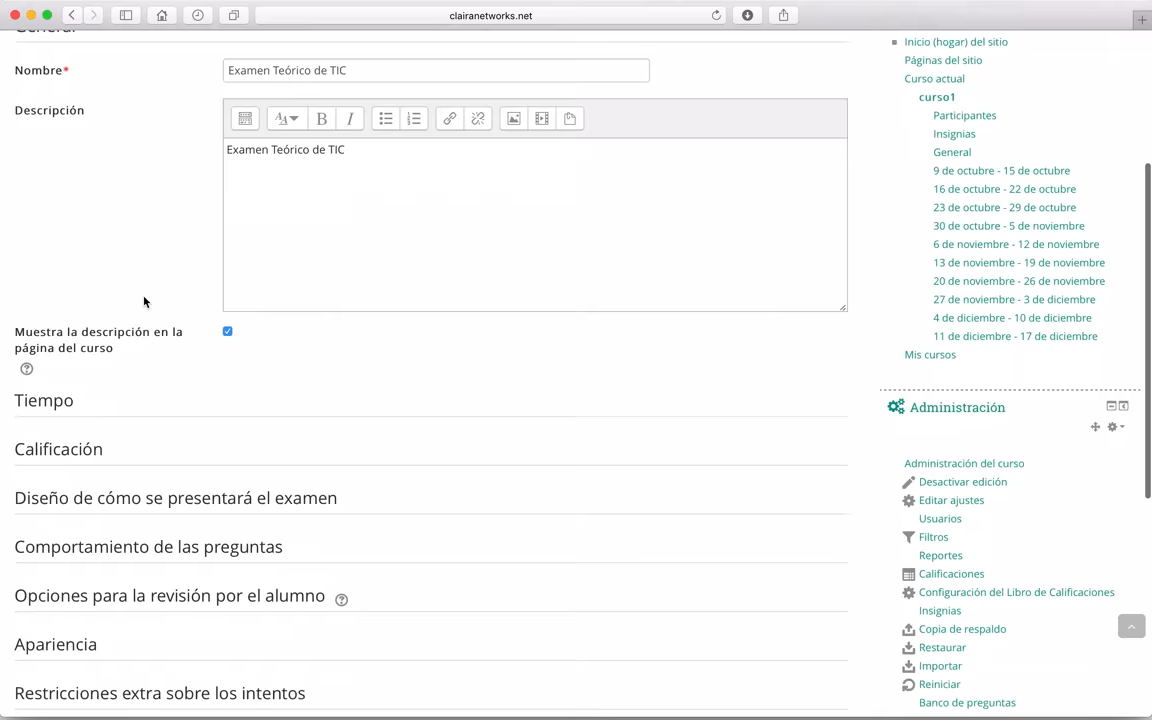 clairanetworks.net
General
Nombre*
Examen Teórico de TIC
Descripción
Examen Teórico de TIC
Muestra la descripción en la
página del curso
Tiempo
Calificación
Diseño de cómo se presentará el examen
Comportamiento de las preguntas
Opciones para la revisión por el alumno
Apariencia
Restricciones extra sobre los intentos
Inicio (hogar) del sitio
Páginas del sitio
Curso actual
curso1
Participantes
Insignias
General
9 de octubre - 15 de octubre
16 de octubre - 22 de octubre
23 de octubre - 29 de octubre
30 de octubre - 5 de noviembre
6 de noviembre - 12 de noviembre
13 de noviembre - 19 de noviembre
20 de noviembre - 26 de noviembre
27 de noviembre - 3 de diciembre
4 de diciembre - 10 de diciembre
11 de diciembre - 17 de diciembre
Mis cursos
Administración
Administración del curso
Desactivar edición
Editar ajustes
Usuarios
Filtros
Reportes
Calificaciones
Configuración del Libro de Calificaciones
Insignias
Copia de respaldo
Restaurar
Importar
Reiniciar
Banco de preguntas